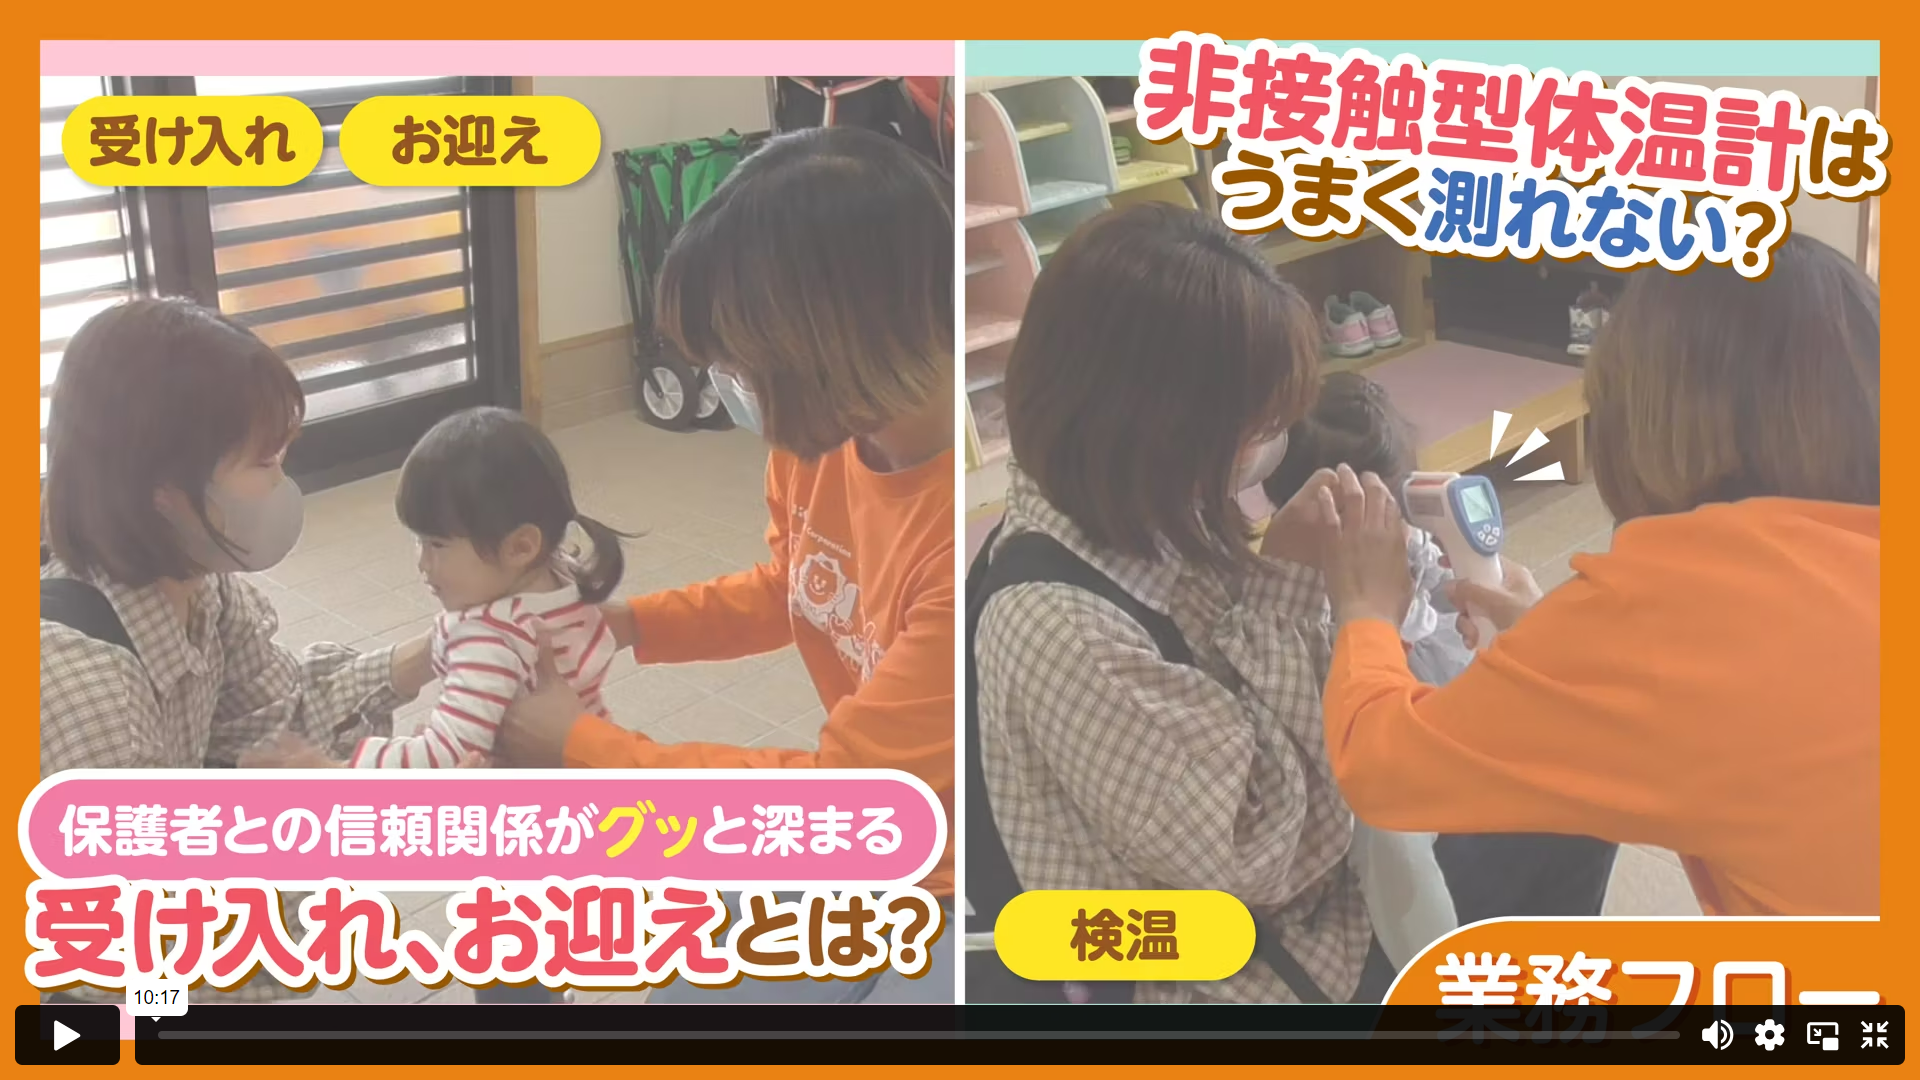 受け入れ
お迎え
非接触型体温計は
うまく測れない?
Corporation
保護者との信頼関係がグッと深まる
受け入れ、お迎えとは?
検温
業務フロー
10:17